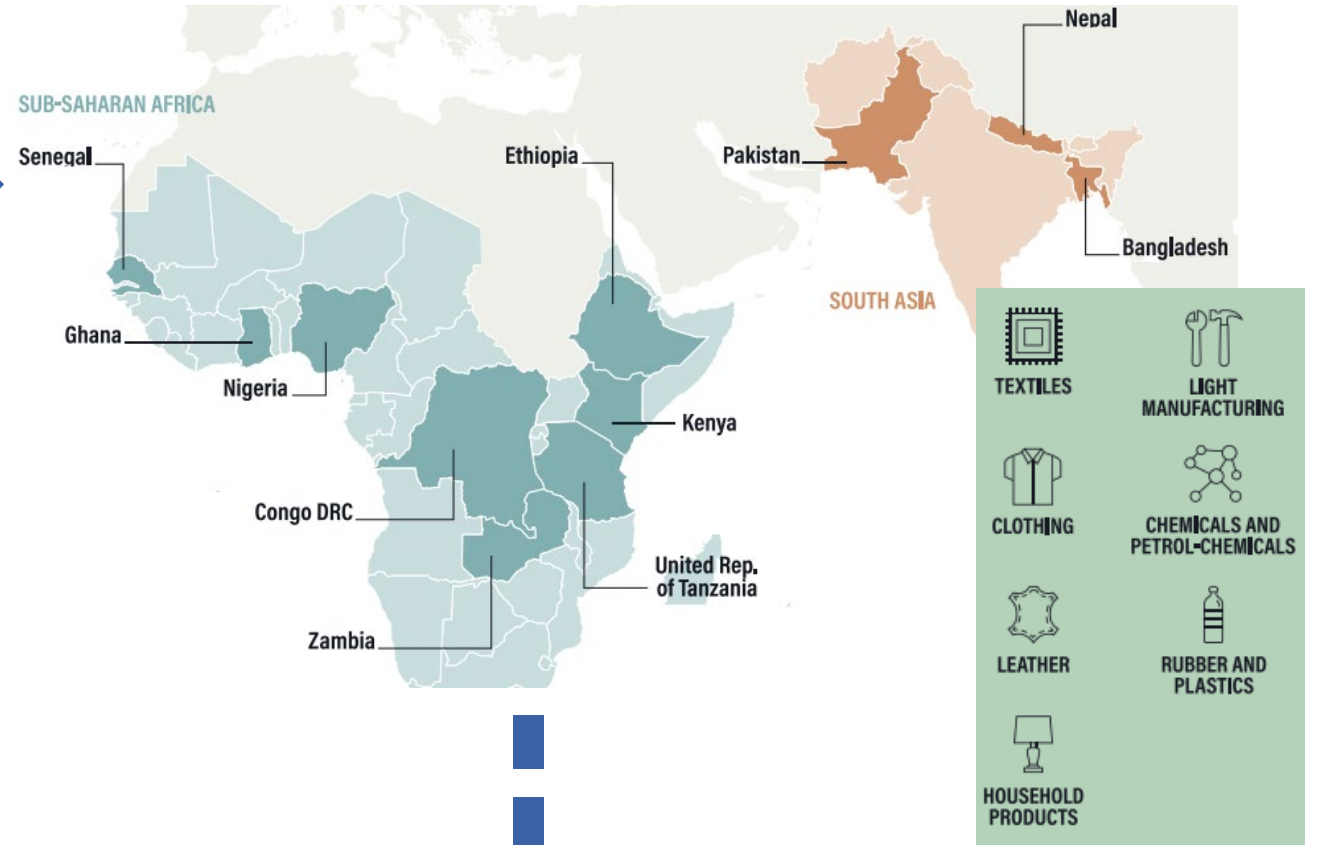 Nepal
SUB-SAHARAN AFRICA
Senegal
Ethiopia
Pakistan
Bangladesh
SOUTH ASIA
Ghana
Nigeria
Kenya
Congo DRC
United Rep.
of Tanzania
Zambia
TEXTILES
LIGHT
MANUFACTURING
CLOTHING
CHEMICALS AND
PETROL-CHEMICALS
LEATHER
RUBBER AND
PLASTICS
HOUSEHOLD
PRODUCTS